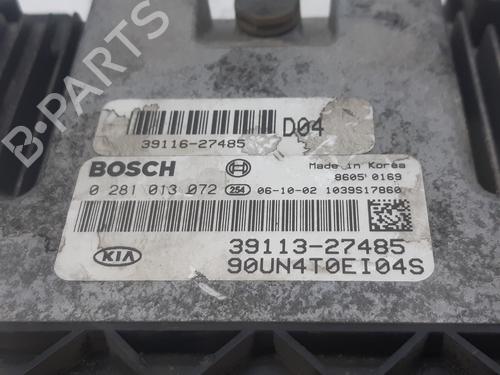 39116-27485
D04
BOSCH
Made in Korea
8605 0169
0 281 013 072 254 06-10-02 1039S17860
39113-27485
90UN4T0EI04S
KIA
B-PARTS